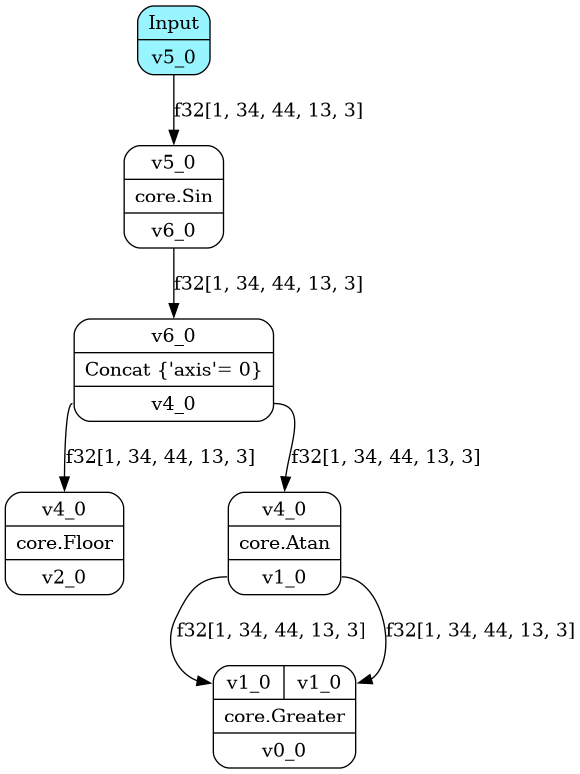 Input
v5_0
f32[1, 34, 44, 13, 3]
v5_0
core.Sin
v6_0
f32[1, 34, 44, 13, 3]
v6_0
Concat {'axis'= 0}
v4_0
f32[1, 34, 44, 13, 3]
f32[1, 34, 44, 13, 3]
v4_0
core.Floor
v2_0
v4_0
core.Atan
v1_0
f32[1, 34, 44, 13, 3]
f32[1, 34, 44, 13, 3]
v1_0
v1_0
core.Greater
v0_0